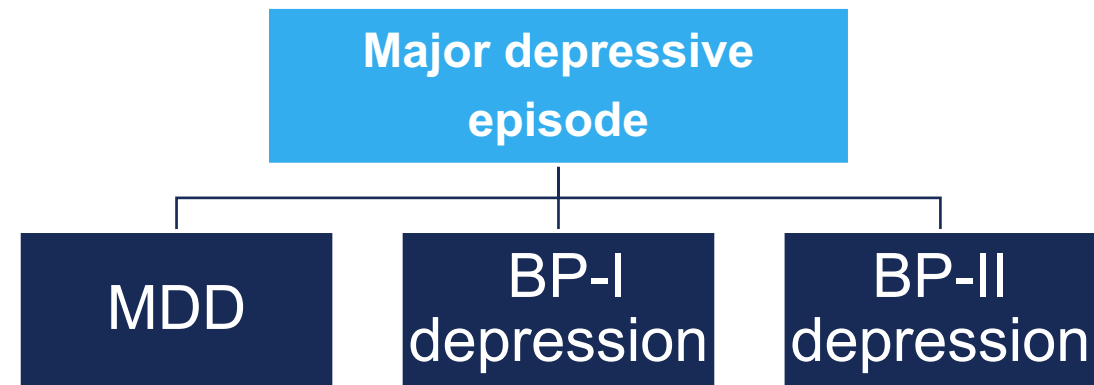 Major depressive
episode
MDD
BP-I
depression
BP-II
depression